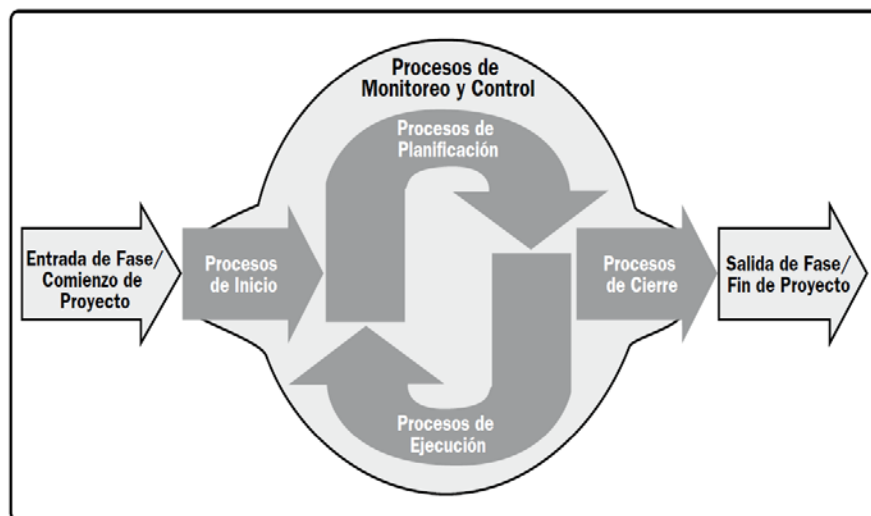 Procesos de
Monitoreo y Control
Procesos de
Planificación
Entrada de Fase/
Comienzo de
Proyecto
Procesos
de Inicio
Procesos
de Cierre
Salida de Fase/
Fin de Proyecto
Procesos de
Ejecución